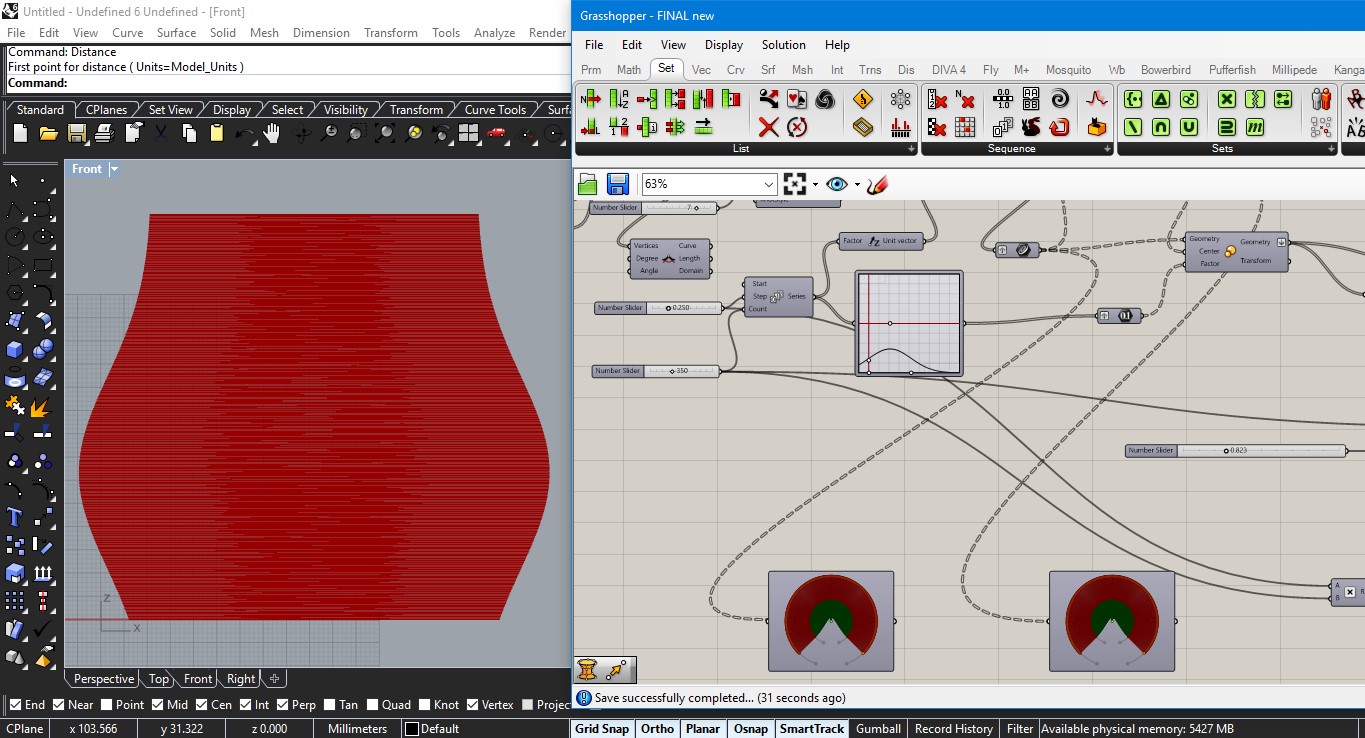 Untitled - Undefined 6 Undefined - [Front]
File Edit View Curve Surface Solid Mesh Dimension Transform Tools Analyze Render
Command: Distance
First point for distance ( Units=Model_Units )
Command:
Standard CPlanes Set View Display Select Visibility Transform Curve Tools Surfa
Front
z
x
Perspective Top Front Right
End Near Point Mid Cen Int Perp Tan Quad Knot Vertex Project
CPlane x 103.566 y 31.322 z 0.000 Millimeters Default Grid Snap Ortho Planar Osnap SmartTrack Gumball Record History Filter Available physical memory: 5427 MB
Grasshopper - FINAL new
File Edit View Display Solution Help
Prm Math Set Vec Crv Srf Msh Int Trns Dis DIVA 4 Fly M+ Mosquito Wb Bowerbird Pufferfish Millipede Kanga
List Sequence Sets
63%
Number Slider 7
Vertices Curve
Degree Length
Angle Domain
Factor Unit vector
Geometry Geometry
Center
Factor Transform
Start
Step Series
Count
Number Slider 0.250
Number Slider 350
Number Slider 0.823
A
B R
Save successfully completed... (31 seconds ago)